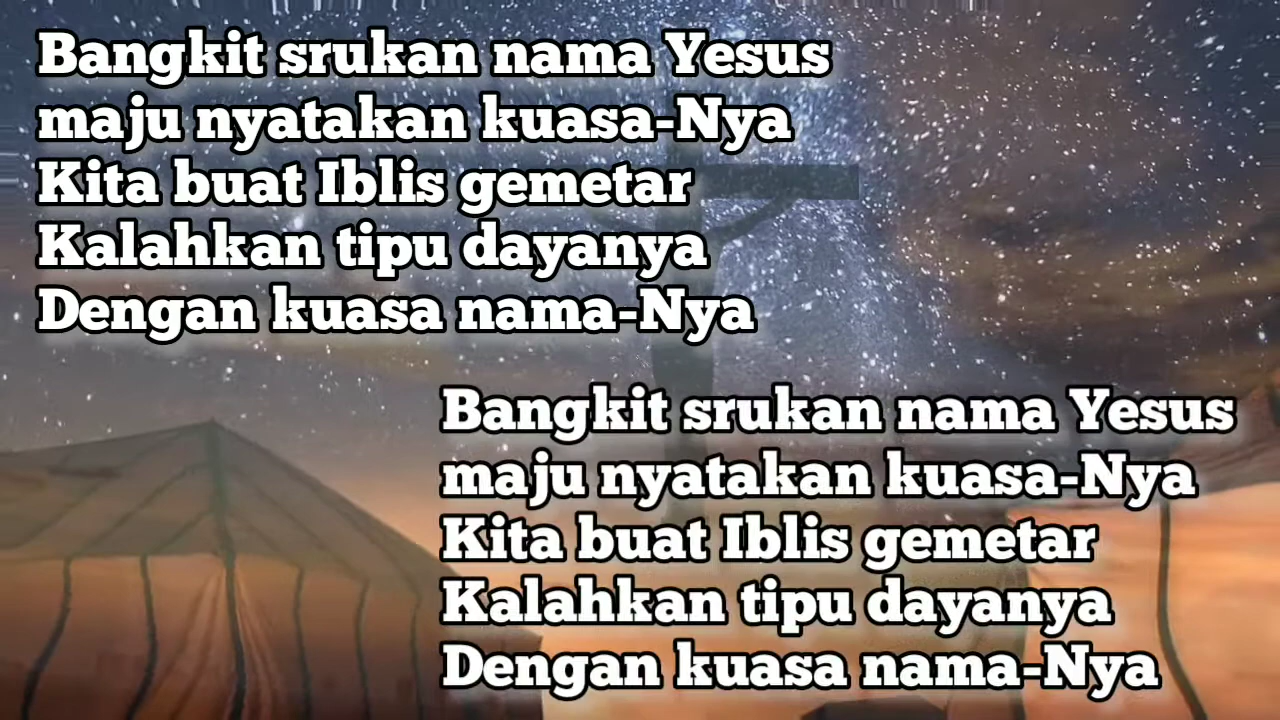 Bangkit srukan nama Yesus
maju nyatakan kuasa-Nya
Kita buat Iblis gemetar
Kalahkan tipu dayanya
Dengan kuasa nama-Nya
Bangkit srukan nama Yesus
maju nyatakan kuasa-Nya
Kita buat Iblis gemetar
Kalahkan tipu dayanya
Dengan kuasa nama-Nya